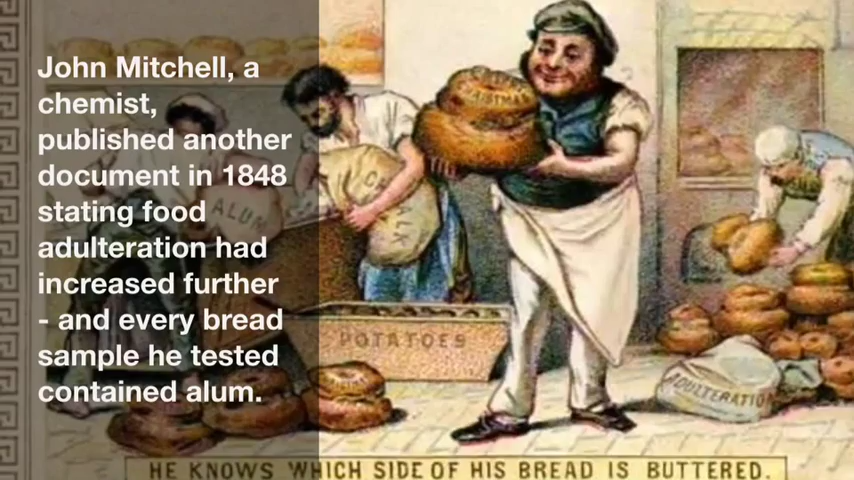 John Mitchell, a
chemist,
published another
document in 1848
stating food
adulteration had
increased further
- and every bread
sample he tested
contained alum.
ALUM
CHALK
CHRISTMAS
POTATOES
ADULTERATION
HE KNOWS WHICH SIDE OF HIS BREAD IS BUTTERED.